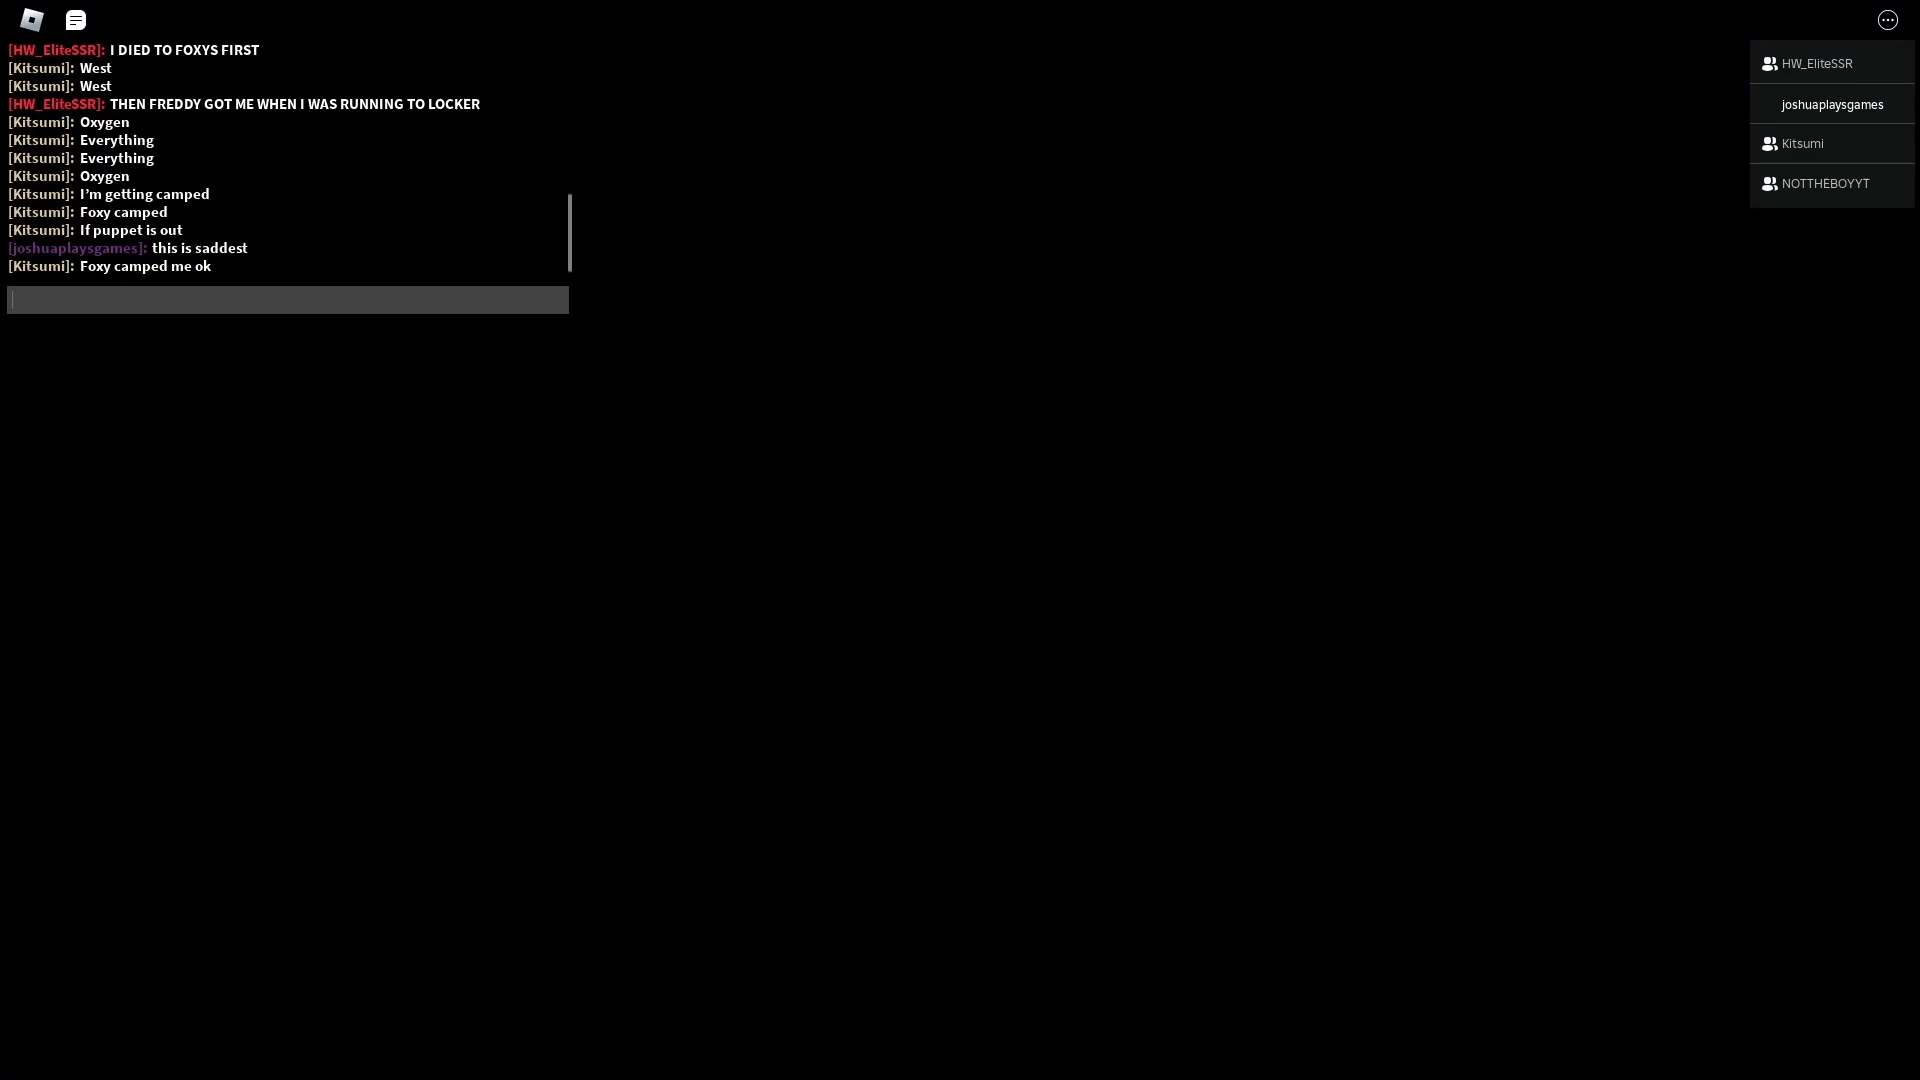 [HW_EliteSSR]: I DIED TO FOXYS FIRST
[Kitsumi]: West
[Kitsumi]: West
[HW_EliteSSR]: THEN FREDDY GOT ME WHEN I WAS RUNNING TO LOCKER
[Kitsumi]: Oxygen
[Kitsumi]: Everything
[Kitsumi]: Everything
[Kitsumi]: Oxygen
[Kitsumi]: I'm getting camped
[Kitsumi]: Foxy camped
[Kitsumi]: If puppet is out
[joshuaplaysgames]: this is saddest
[Kitsumi]: Foxy camped me ok
HW_EliteSSR
joshuaplaysgames
Kitsumi
NOTTHEBOYYT